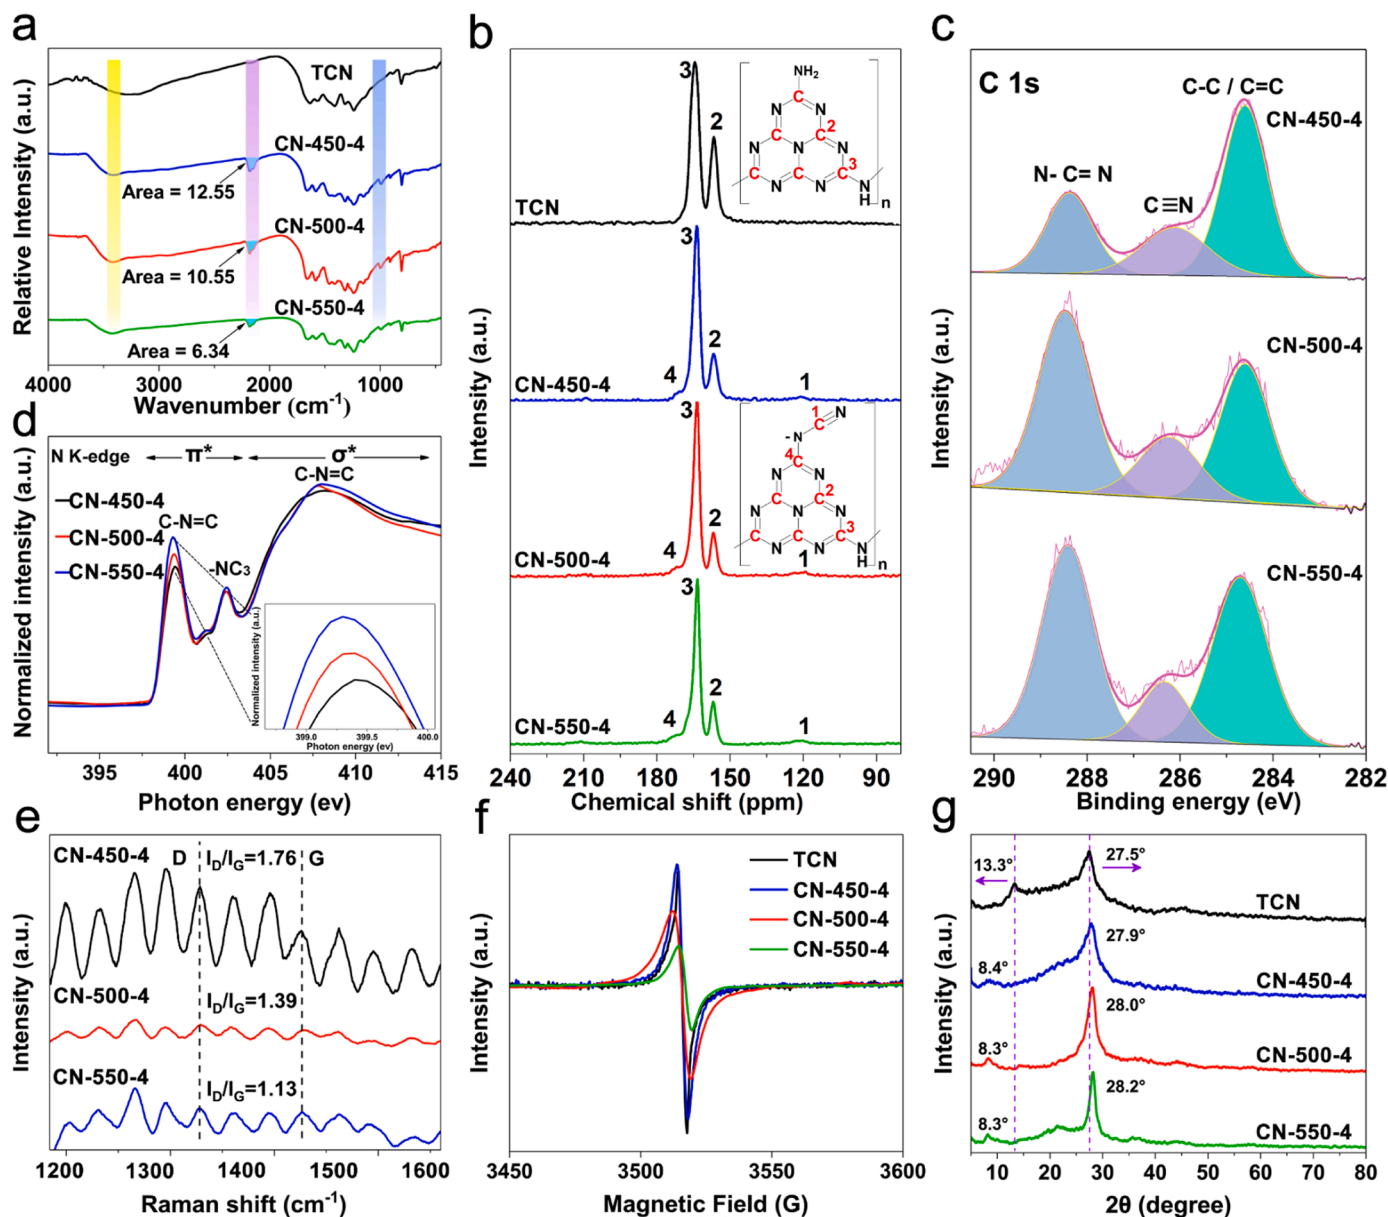 a
Relative Intensity (a.u.)
TCN
CN-450-4
Area = 12.55
CN-500-4
Area = 10.55
CN-550-4
Area = 6.34
4000 3000 2000 1000
Wavenumber (cm-1)
b
Intensity (a.u.)
3
2
TCN
NH2
C
N N
C C 2
N N N
C C C 3
N N N
H
n
3
2
4
1
CN-450-4
3
2
4
1
CN-500-4
1
C N
- N
4 C
N N
C C 2
N N N
C C C 3
N N N
H
n
3
2
4
1
CN-550-4
240 210 180 150 120 90
Chemical shift (ppm)
c
Intensity (a.u.)
C 1s
C-C / C=C
CN-450-4
N- C= N
C≡N
CN-500-4
CN-550-4
290 288 286 284 282
Binding energy (eV)
d
Normalized intensity (a.u.)
N K-edge
π*
σ*
C-N=C
CN-450-4
CN-500-4
CN-550-4
C-N=C
-NC3
Normalized intensity (a.u.)
399.0 399.5 400.0
Photon energy (ev)
395 400 405 410 415
Photon energy (ev)
e
Intensity (a.u.)
CN-450-4
D
ID/IG=1.76
G
CN-500-4
ID/IG=1.39
CN-550-4
ID/IG=1.13
1200 1300 1400 1500 1600
Raman shift (cm-1)
f
Intensity (a.u.)
TCN
CN-450-4
CN-500-4
CN-550-4
3450 3500 3550 3600
Magnetic Field (G)
g
Intensity (a.u.)
13.3°
27.5°
TCN
27.9°
8.4°
CN-450-4
28.0°
8.3°
CN-500-4
28.2°
8.3°
CN-550-4
10 20 30 40 50 60 70 80
2θ (degree)